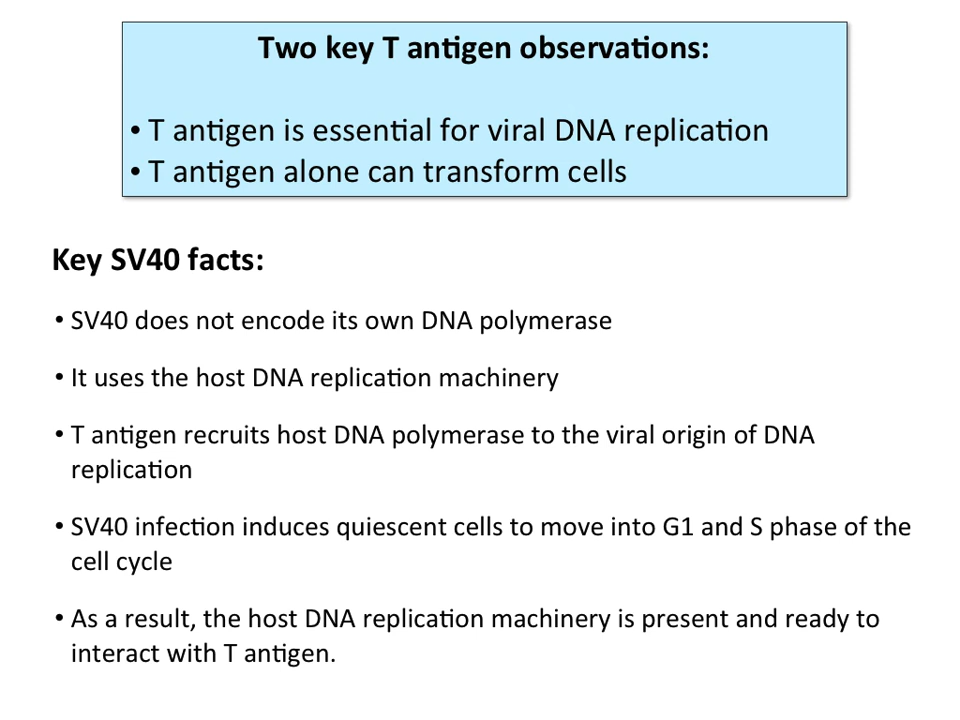 Two key T antigen observations:
• T antigen is essential for viral DNA replication
• T antigen alone can transform cells
Key SV40 facts:
• SV40 does not encode its own DNA polymerase
• It uses the host DNA replication machinery
• T antigen recruits host DNA polymerase to the viral origin of DNA
replication
• SV40 infection induces quiescent cells to move into G1 and S phase of the
cell cycle
• As a result, the host DNA replication machinery is present and ready to
interact with T antigen.